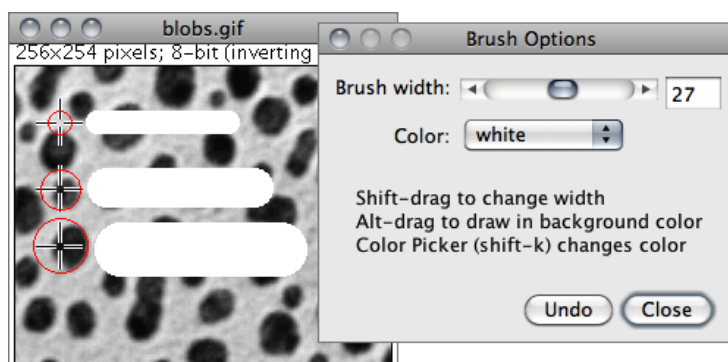 blobs.gif
256x254 pixels; 8-bit (inverting
Brush Options
Brush width: 27
Color: white
Shift-drag to change width
Alt-drag to draw in background color
Color Picker (shift-k) changes color
Undo Close